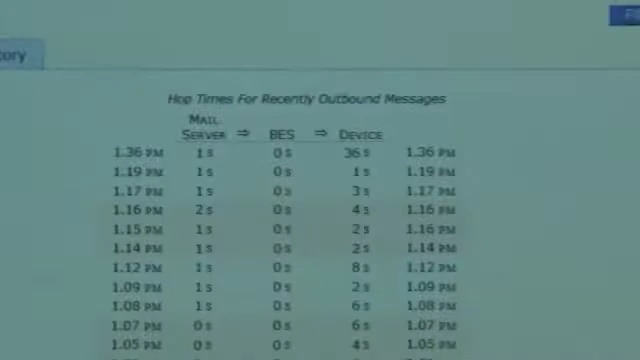 tory
Hop Times For Recently Outbound Messages
MAIL
SERVER ⇒ BES ⇒ DEVICE
1.36 PM 1 s 0 s 36 s 1.36 PM
1.19 PM 1 s 0 s 1 s 1.19 PM
1.17 PM 1 s 0 s 3 s 1.17 PM
1.16 PM 2 s 0 s 4 s 1.16 PM
1.15 PM 1 s 0 s 2 s 1.16 PM
1.14 PM 1 s 0 s 2 s 1.14 PM
1.12 PM 1 s 0 s 8 s 1.12 PM
1.09 PM 1 s 0 s 2 s 1.09 PM
1.08 PM 1 s 0 s 6 s 1.08 PM
1.07 PM 0 s 0 s 6 s 1.07 PM
1.05 PM 0 s 0 s 4 s 1.05 PM